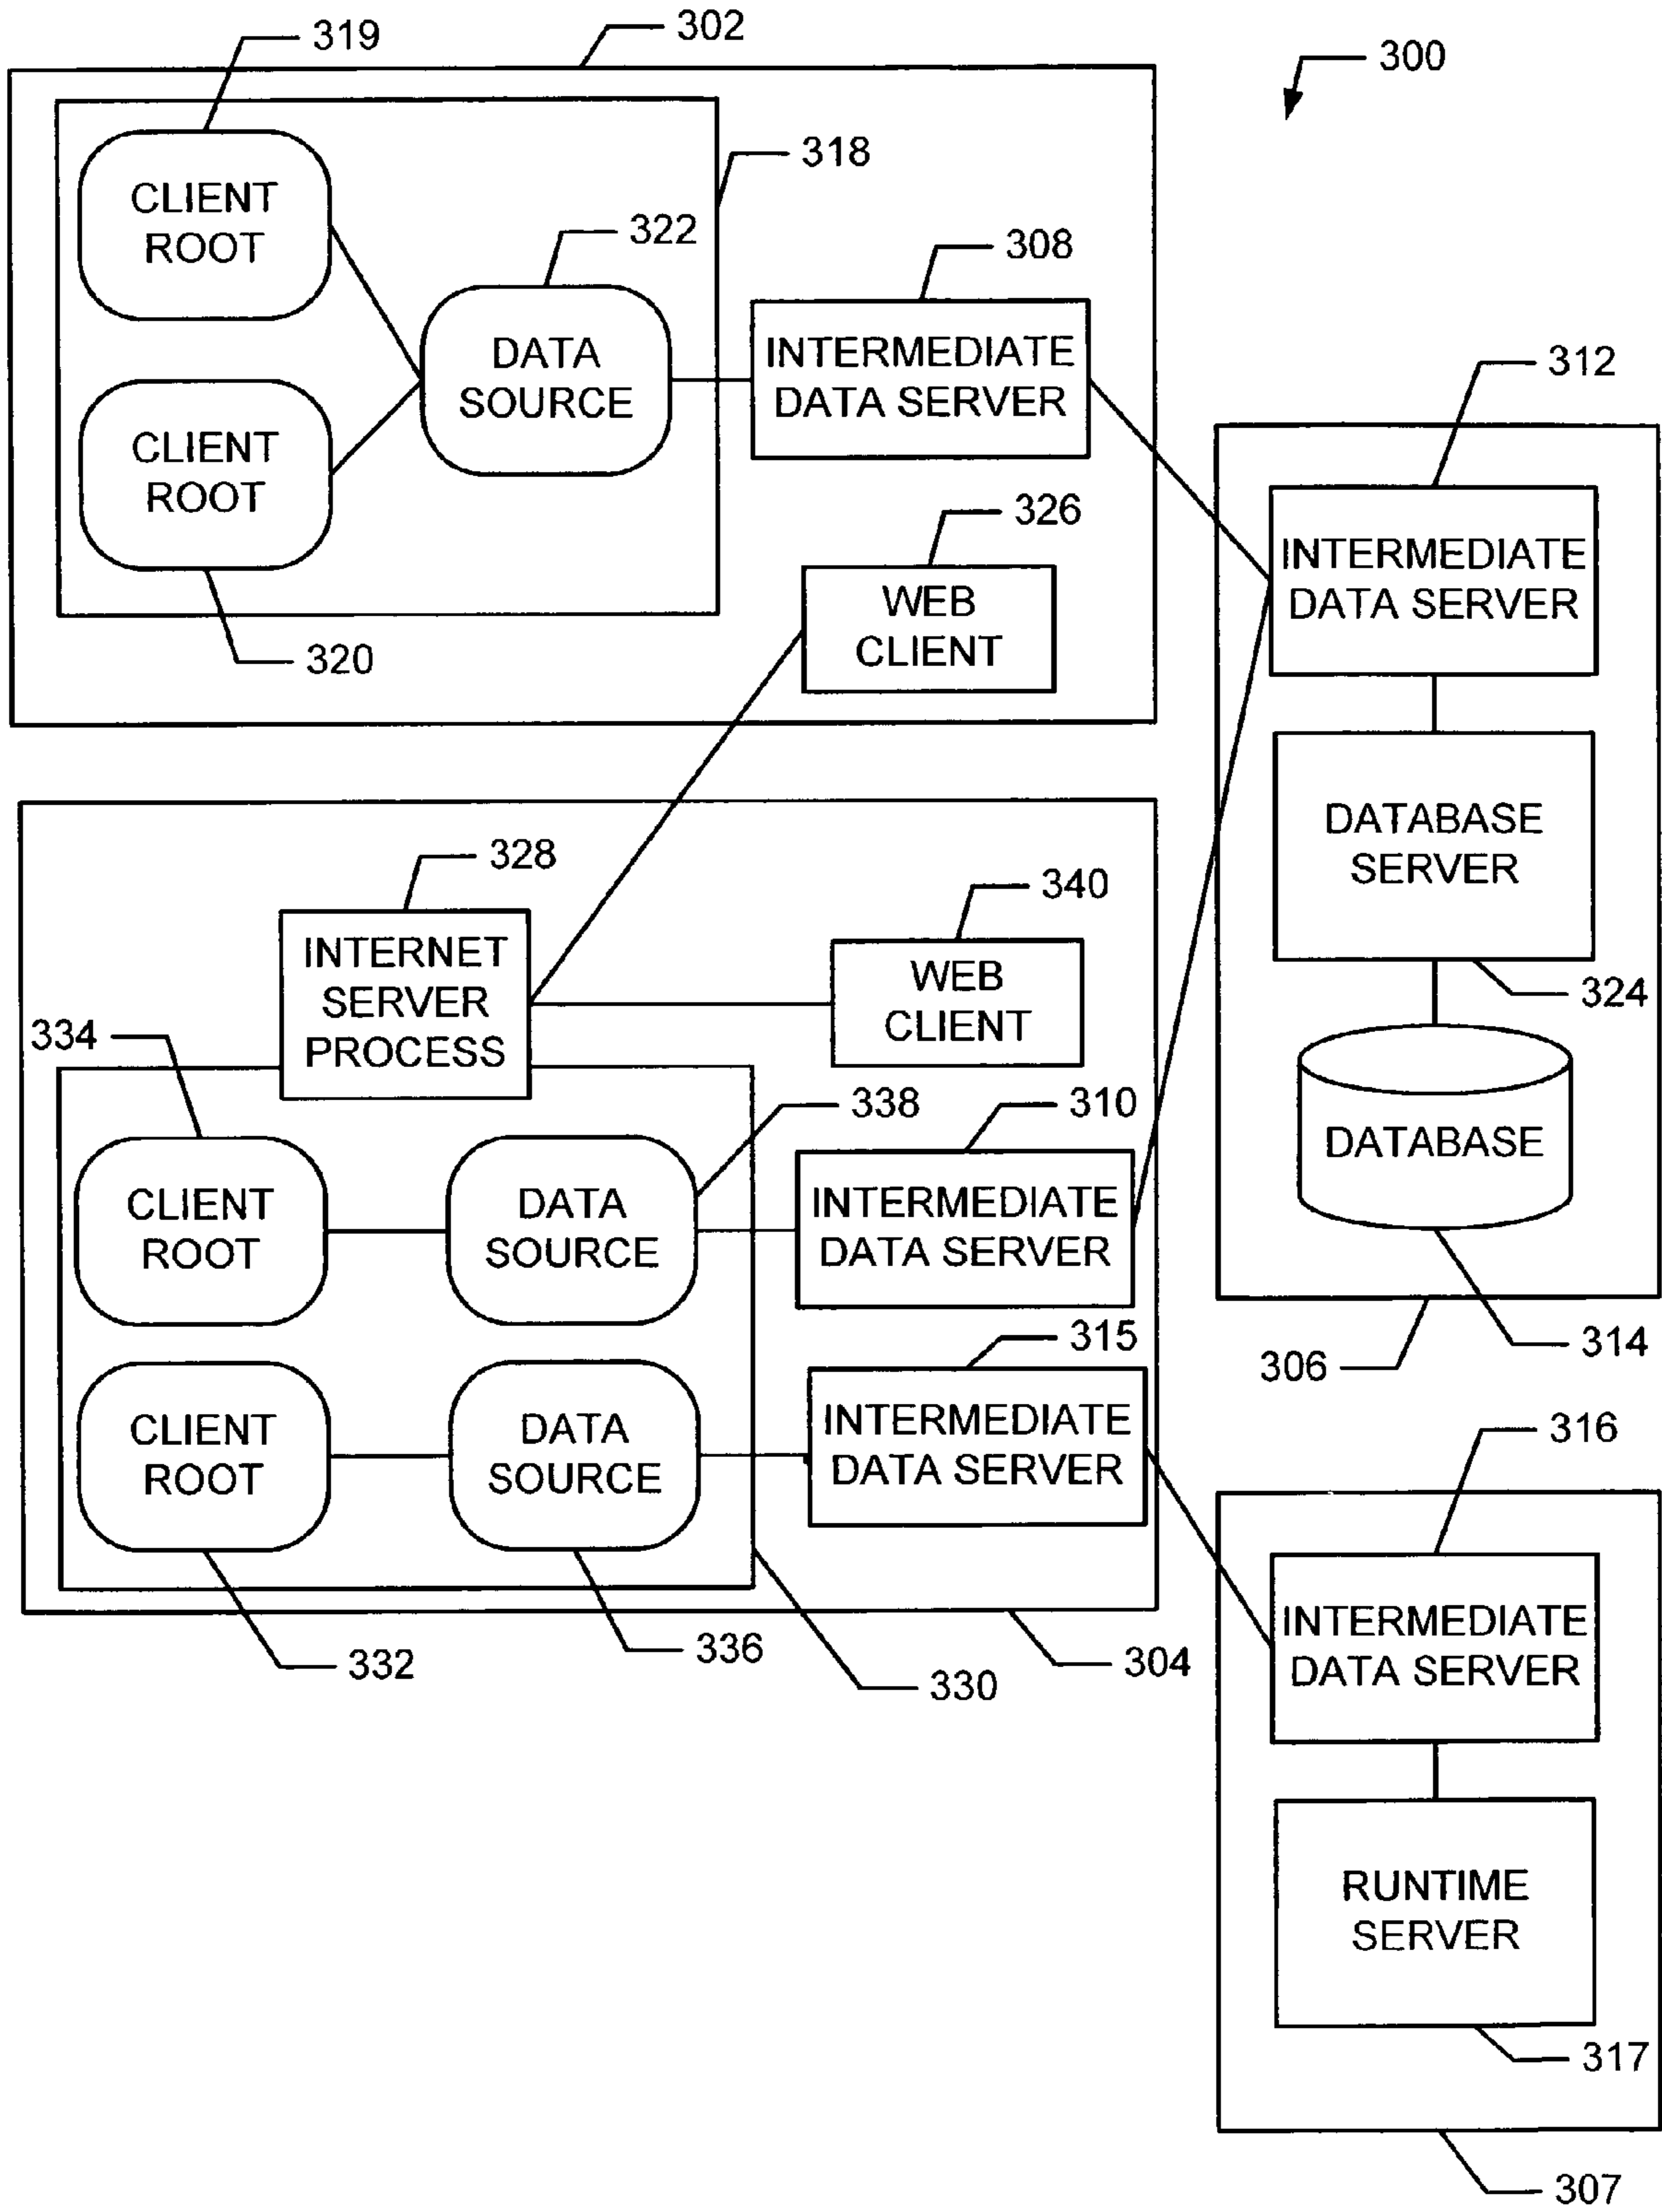 319
302
300
318
CLIENT
ROOT
322
308
DATA
SOURCE
INTERMEDIATE
DATA SERVER
312
CLIENT
ROOT
326
INTERMEDIATE
DATA SERVER
WEB
CLIENT
320
DATABASE
SERVER
328
340
INTERNET
SERVER
PROCESS
WEB
CLIENT
324
334
338
310
DATABASE
CLIENT
ROOT
DATA
SOURCE
INTERMEDIATE
DATA SERVER
315
314
306
CLIENT
ROOT
DATA
SOURCE
INTERMEDIATE
DATA SERVER
316
332
336
330
304
INTERMEDIATE
DATA SERVER
RUNTIME
SERVER
317
307